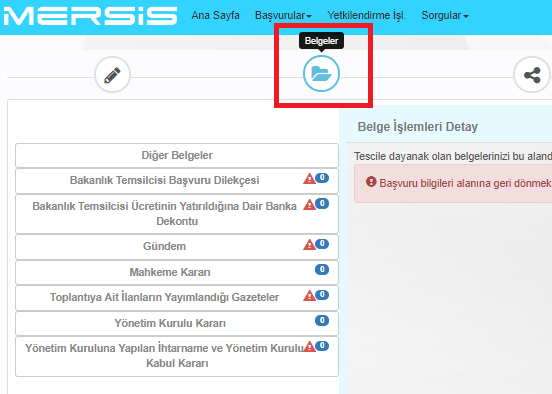 MERSİS Ana Sayfa Başvurular Yetkilendirme İşl. Sorgular
Belgeler
Belge İşlemleri Detay
Tescile dayanak olan belgelerinizi bu aland
Başvuru bilgileri alanına geri dönmek
Diğer Belgeler
Bakanlık Temsilcisi Başvuru Dilekçesi 0
Bakanlık Temsilcisi Ücretinin Yatırıldığına Dair Banka 0
Dekontu
Gündem 0
Mahkeme Kararı 0
Toplantıya Ait İlanların Yayımlandığı Gazeteler 0
Yönetim Kurulu Kararı 0
Yönetim Kuruluna Yapılan İhtarname ve Yönetim Kurulu 0
Kabul Kararı